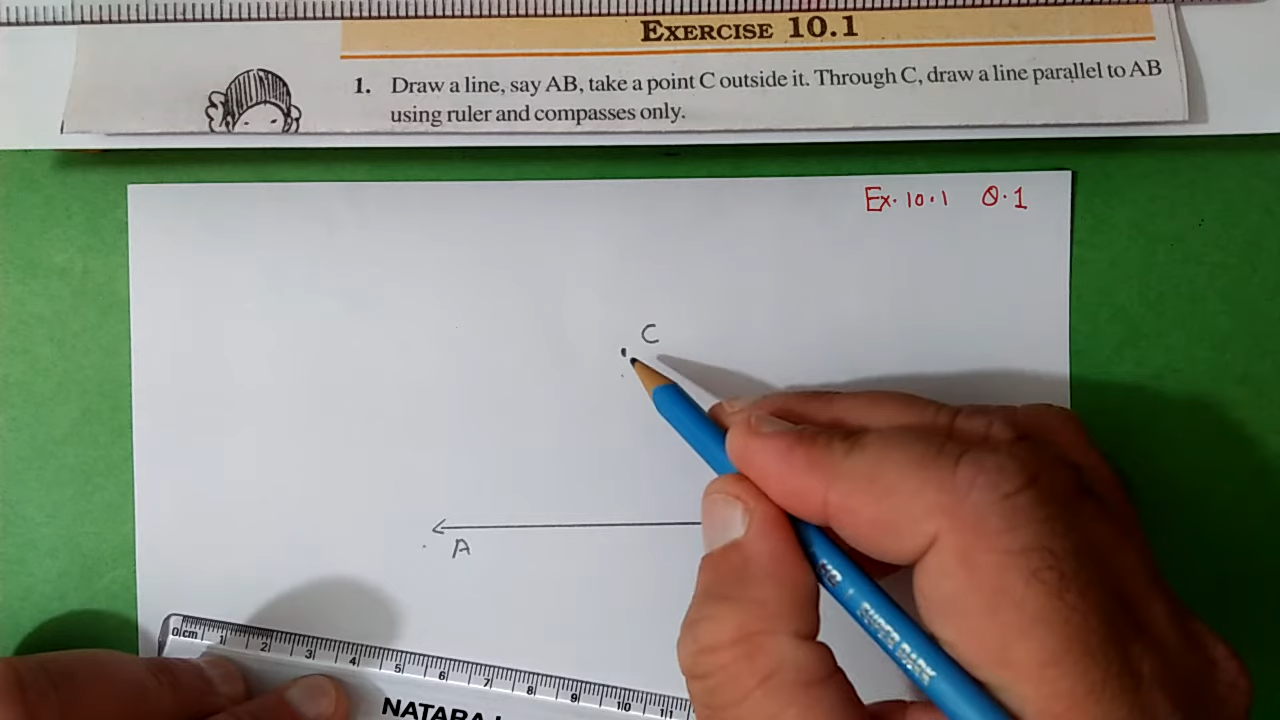 EXERCISE 10.1
1. Draw a line, say AB, take a point C outside it. Through C, draw a line parallel to AB
using ruler and compasses only.
Ex. 10.1 Q.1
C
A
0 cm 1 2 3 4 5 6 7 8 9 10 11